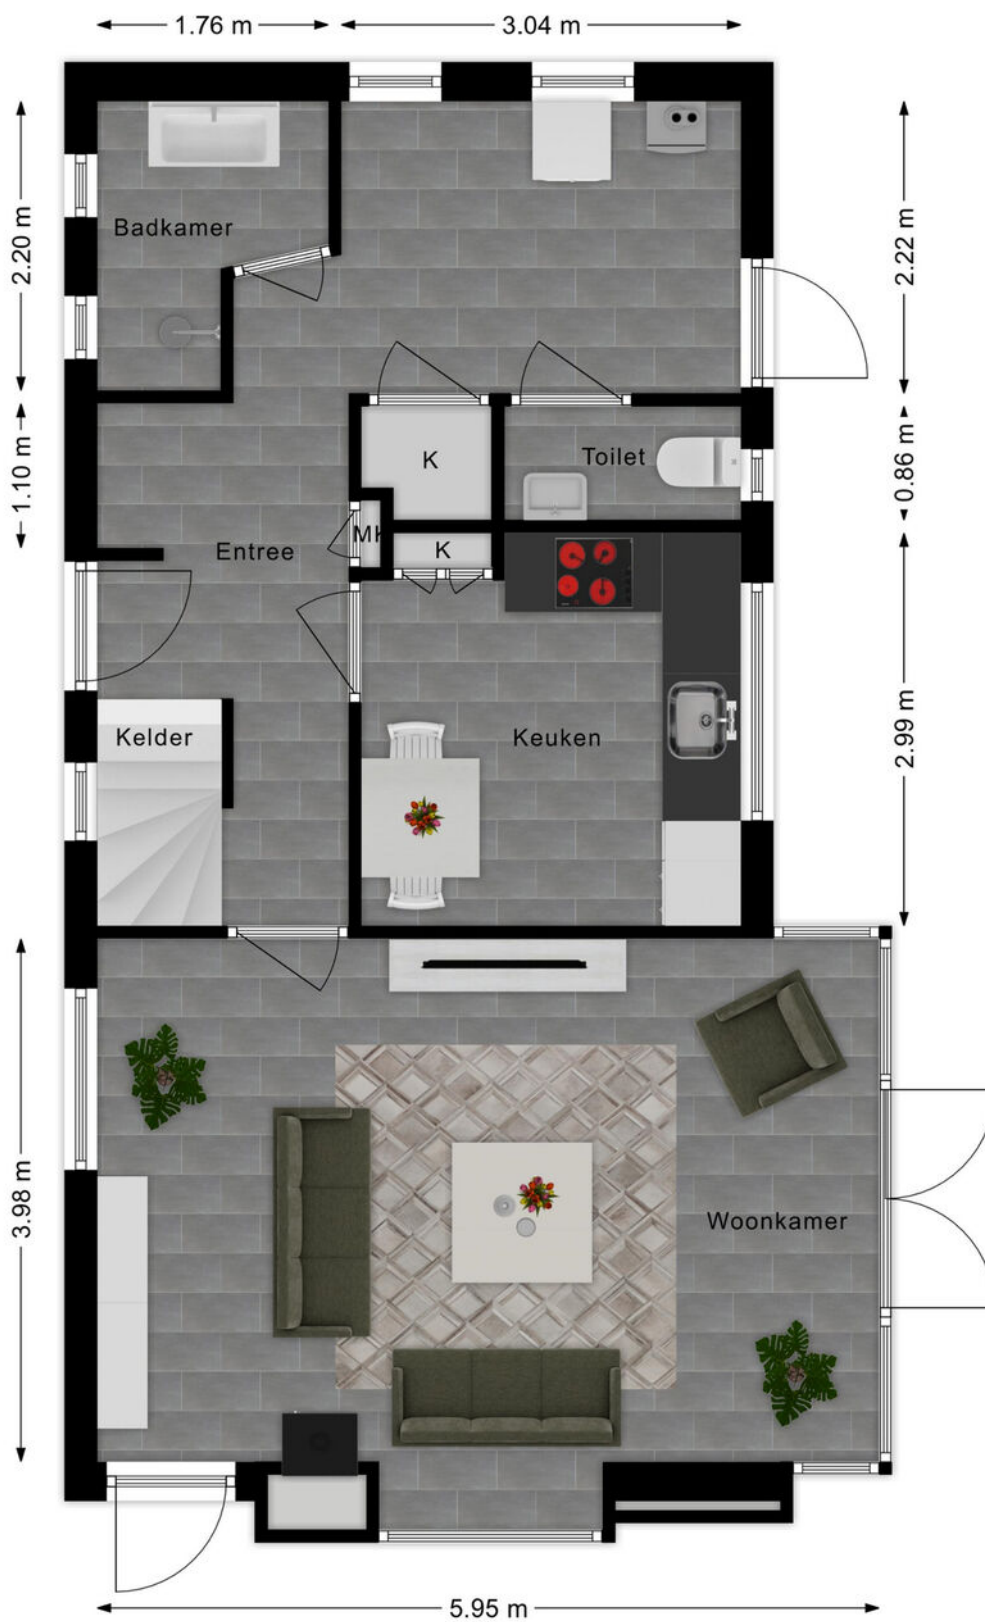 1.76 m
3.04 m
2.20 m
Badkamer
2.22 m
1.10 m
K
Toilet
0.86 m
MK
K
Entree
Kelder
Keuken
2.99 m
3.98 m
Woonkamer
5.95 m